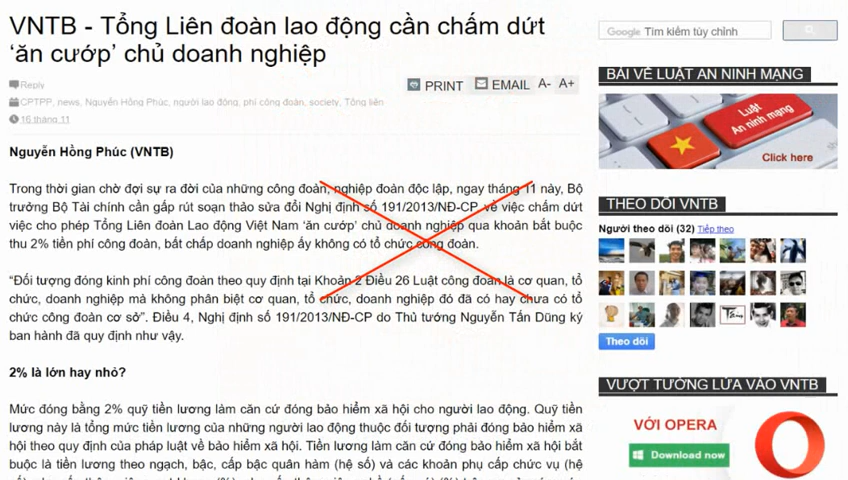 VNTB - Tổng Liên đoàn lao động cần chấm dứt
‘ăn cướp’ chủ doanh nghiệp
Reply
CPTPP, news, Nguyễn Hồng Phúc, người lao động, phí công đoàn, society, Tổng liên
16 tháng 11
PRINT EMAIL A- A+
Nguyễn Hồng Phúc (VNTB)
Trong thời gian chờ đợi sự ra đời của những công đoàn, nghiệp đoàn độc lập, ngay tháng 11 này, Bộ
trưởng Bộ Tài chính cần gấp rút soạn thảo sửa đổi Nghị định số 191/2013/NĐ-CP, về việc chấm dứt
việc cho phép Tổng Liên đoàn Lao động Việt Nam ‘ăn cướp’ chủ doanh nghiệp qua khoản bắt buộc
thu 2% tiền phí công đoàn, bất chấp doanh nghiệp ấy không có tổ chức công đoàn.
“Đối tượng đóng kinh phí công đoàn theo quy định tại Khoản 2 Điều 26 Luật công đoàn là cơ quan, tổ
chức, doanh nghiệp mà không phân biệt cơ quan, tổ chức, doanh nghiệp đó đã có hay chưa có tổ
chức công đoàn cơ sở”. Điều 4, Nghị định số 191/2013/NĐ-CP do Thủ tướng Nguyễn Tấn Dũng ký
ban hành đã quy định như vậy.
2% là lớn hay nhỏ?
Mức đóng bằng 2% quỹ tiền lương làm căn cứ đóng bảo hiểm xã hội cho người lao động. Quỹ tiền
lương này là tổng mức tiền lương của những người lao động thuộc đối tượng phải đóng bảo hiểm xã
hội theo quy định của pháp luật về bảo hiểm xã hội. Tiền lương làm căn cứ đóng bảo hiểm xã hội bắt
buộc là tiền lương theo ngạch, bậc, cấp bậc quân hàm (hệ số) và các khoản phụ cấp chức vụ (hệ
Google Tìm kiếm tùy chỉnh
BÀI VỀ LUẬT AN NINH MẠNG
Luật
An ninh mạng
Click here
THEO DÕI VNTB
Người theo dõi (32) Tiếp theo
Theo dõi
VƯỢT TƯỜNG LỬA VÀO VNTB
VỚI OPERA
Download now